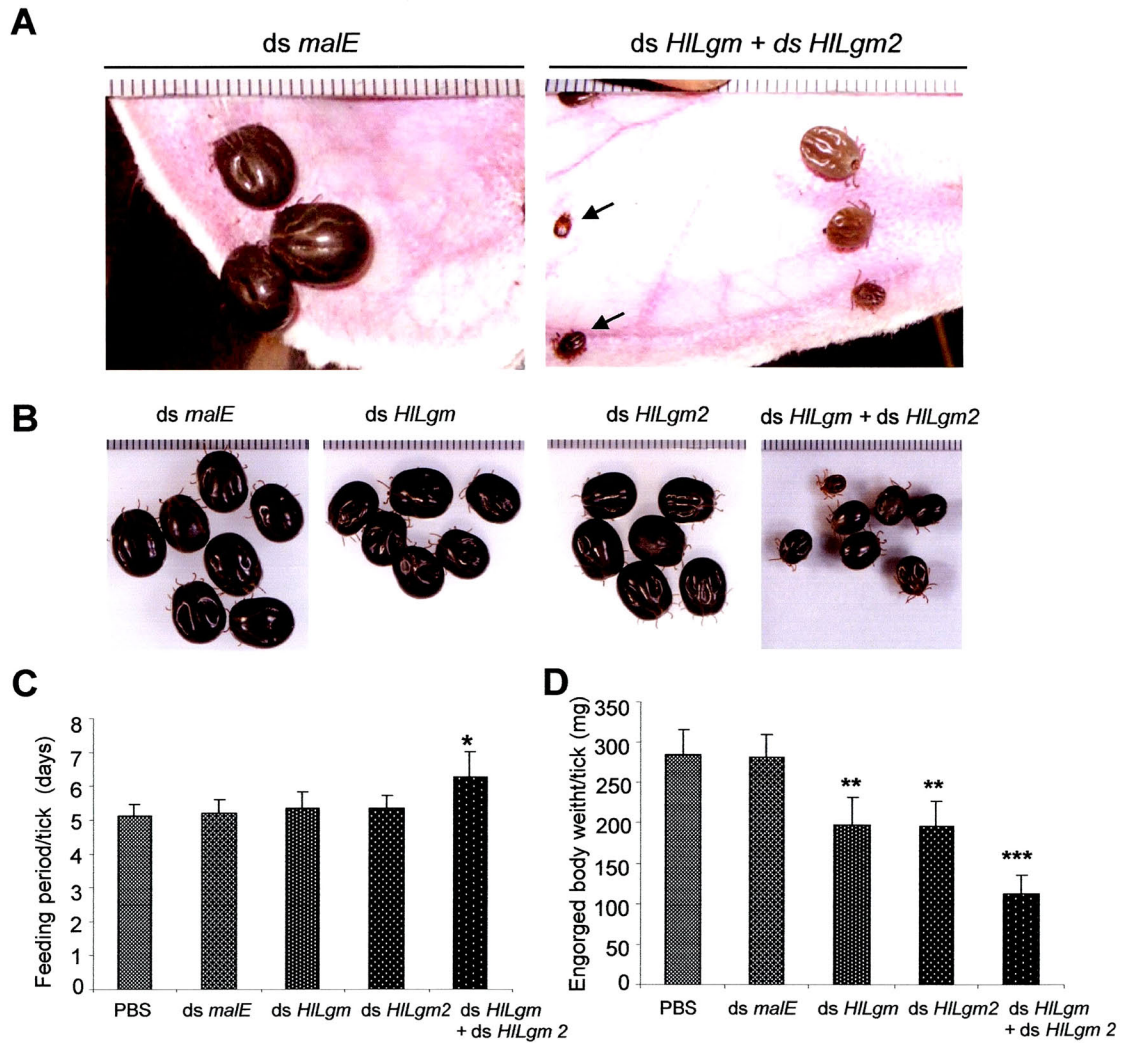 A
ds malE
ds HlLgm + ds HlLgm2
B
ds malE
ds HlLgm
ds HlLgm2
ds HlLgm + ds HlLgm2
C
Feeding period/tick (days)
8
7
6
5
4
3
2
1
0
*
PBS
ds malE
ds HlLgm
ds HlLgm2
ds HlLgm
+ ds HlLgm 2
D
Engorged body weitht/tick (mg)
350
300
250
200
150
100
50
0
**
**
***
PBS
ds malE
ds HlLgm
ds HlLgm2
ds HlLgm
+ ds HlLgm 2